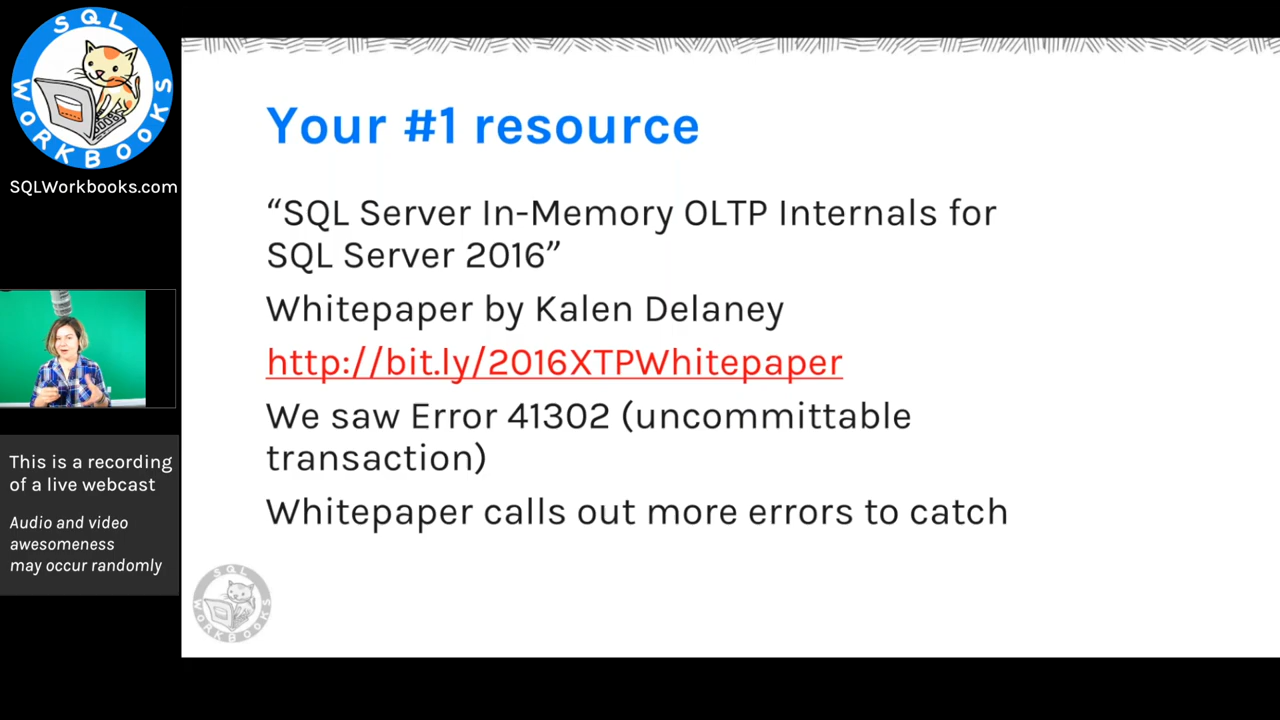 SQL WORKBOOKS
SQLWorkbooks.com
This is a recording
of a live webcast
Audio and video
awesomeness
may occur randomly
Your #1 resource
“SQL Server In-Memory OLTP Internals for
SQL Server 2016”
Whitepaper by Kalen Delaney
http://bit.ly/2016XTPWhitepaper
We saw Error 41302 (uncommittable
transaction)
Whitepaper calls out more errors to catch
SQL WORKBOOKS